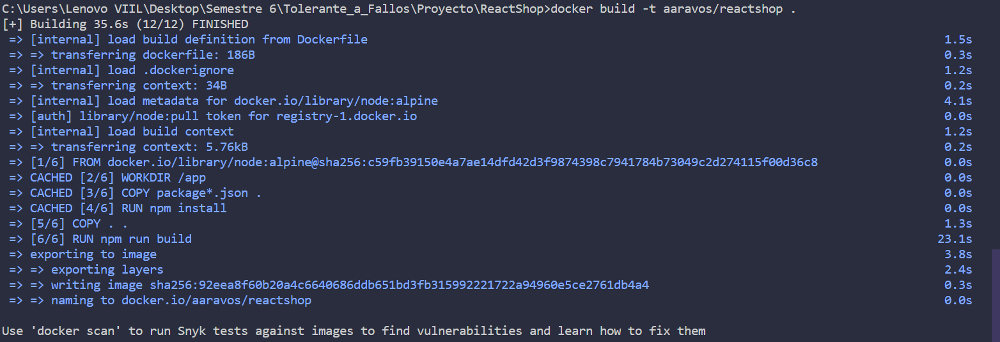 C:\Users\Lenovo VIIL\Desktop\Semestre 6\Tolerante_a_Fallos\Proyecto\ReactShop>docker build -t aaravos/reactshop .
[+] Building 35.6s (12/12) FINISHED
=> [internal] load build definition from Dockerfile 1.5s
=> => transferring dockerfile: 186B 0.3s
=> [internal] load .dockerignore 1.2s
=> => transferring context: 34B 0.2s
=> [internal] load metadata for docker.io/library/node:alpine 4.1s
=> [auth] library/node:pull token for registry-1.docker.io 0.0s
=> [internal] load build context 1.2s
=> => transferring context: 5.76kB 0.2s
=> [1/6] FROM docker.io/library/node:alpine@sha256:c59fb39150e4a7ae14dfd42d3f9874398c7941784b73049c2d274115f00d36c8 0.0s
=> CACHED [2/6] WORKDIR /app 0.0s
=> CACHED [3/6] COPY package*.json . 0.0s
=> CACHED [4/6] RUN npm install 0.0s
=> [5/6] COPY . . 1.3s
=> [6/6] RUN npm run build 23.1s
=> exporting to image 3.8s
=> => exporting layers 2.4s
=> => writing image sha256:92eea8f60b20a4c6640686ddb651bd3fb315992221722a94960e5ce2761db4a4 0.3s
=> => naming to docker.io/aaravos/reactshop 0.0s
Use 'docker scan' to run Snyk tests against images to find vulnerabilities and learn how to fix them